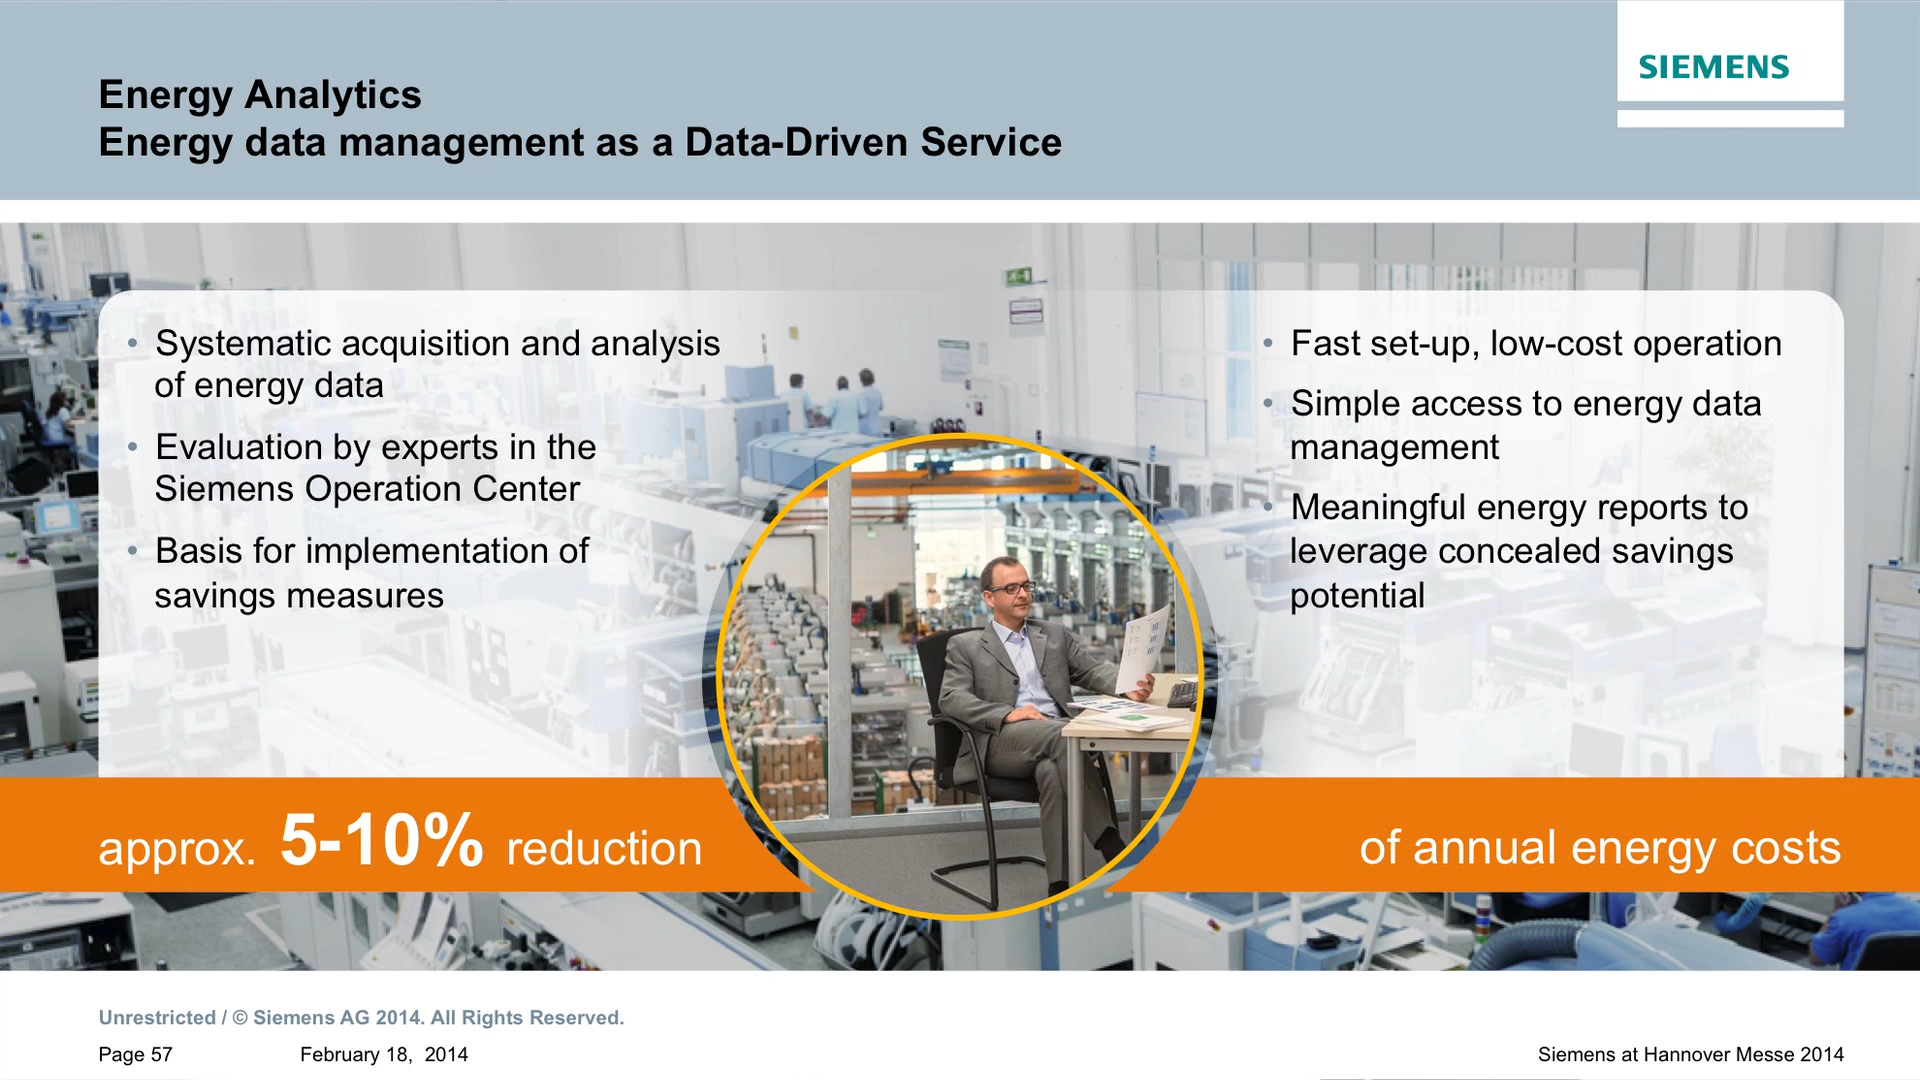 SIEMENS
Energy Analytics
Energy data management as a Data-Driven Service
• Systematic acquisition and analysis
of energy data
• Evaluation by experts in the
Siemens Operation Center
• Basis for implementation of
savings measures
• Fast set-up, low-cost operation
• Simple access to energy data
management
• Meaningful energy reports to
leverage concealed savings
potential
approx. 5-10% reduction
of annual energy costs
Unrestricted / © Siemens AG 2014. All Rights Reserved.
Page 57
February 18, 2014
Siemens at Hannover Messe 2014